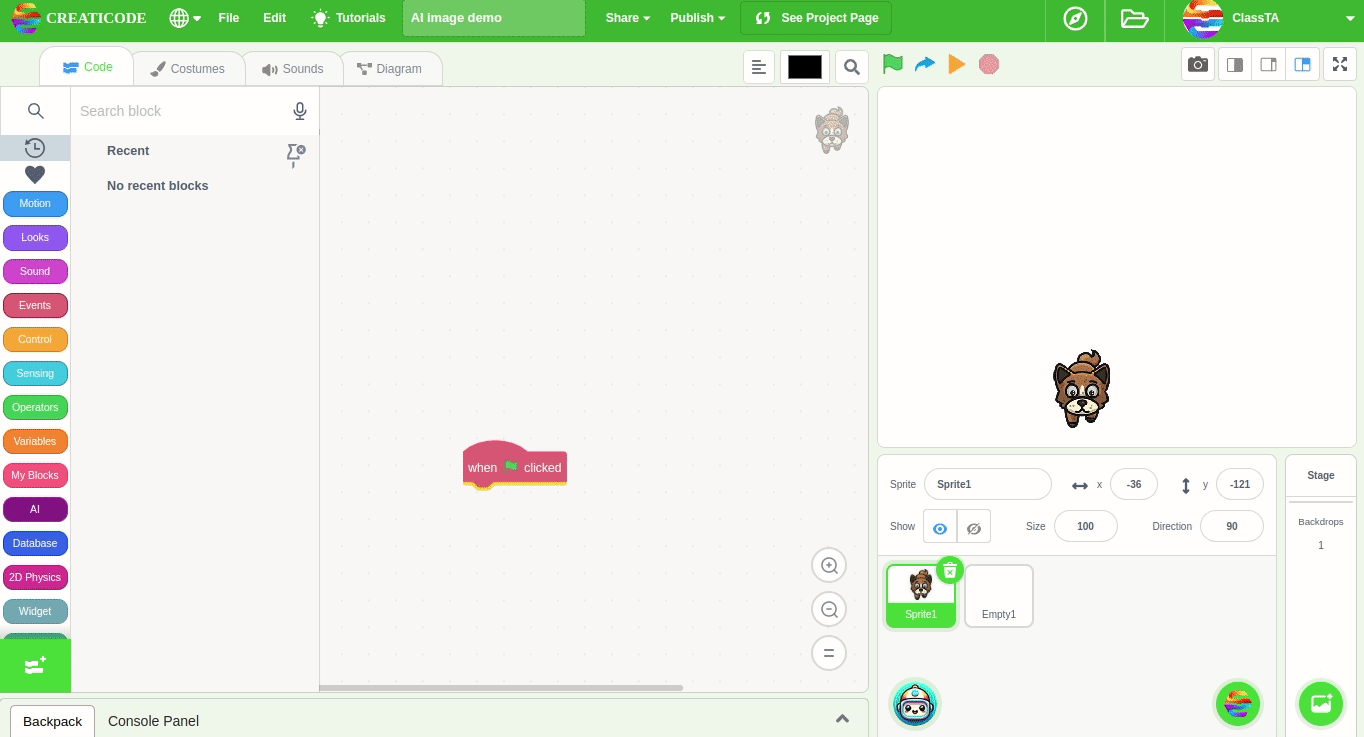 CREATICODE File Edit Tutorials AI image demo Share Publish See Project Page ClassTA
Code Costumes Sounds Diagram
Search block
Recent
No recent blocks
Motion
Looks
Sound
Events
Control
Sensing
Operators
Variables
My Blocks
AI
Database
2D Physics
Widget
when clicked
Sprite Sprite1 x -36 y -121
Show Size 100 Direction 90
Sprite1 Empty1
Stage
Backdrops
1
Backpack Console Panel